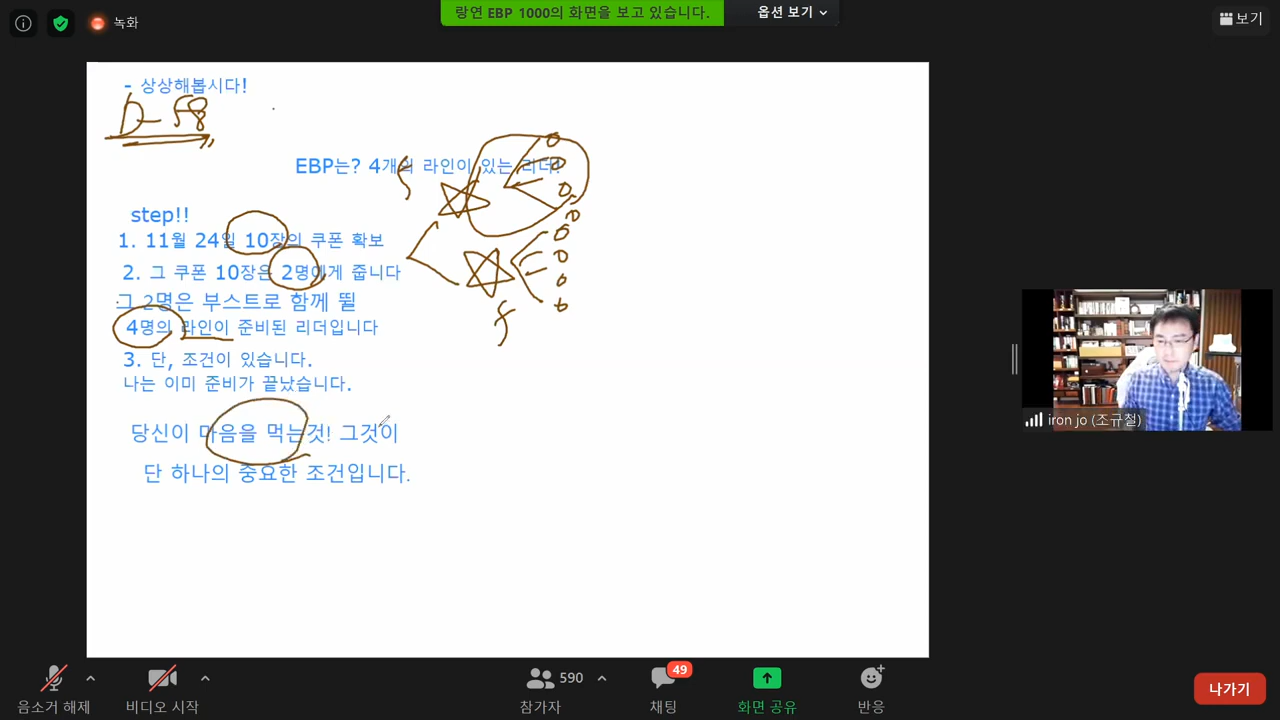 녹화
랑연 EBP 1000의 화면을 보고 있습니다.
옵션 보기
보기
- 상상해봅시다!
D-58
EBP는? 4개의 라인이 있는 리더!
step!!
1. 11월 24일 10장의 쿠폰 확보
2. 그 쿠폰 10장은 2명에게 줍니다
그 2명은 부스트로 함께 뛸
4명의 라인이 준비된 리더입니다
3. 단, 조건이 있습니다.
나는 이미 준비가 끝났습니다.
당신이 마음을 먹는것! 그것이
단 하나의 중요한 조건입니다.
iron jo (조규철)
음소거 해제
비디오 시작
590
참가자
49
채팅
화면 공유
반응
나가기